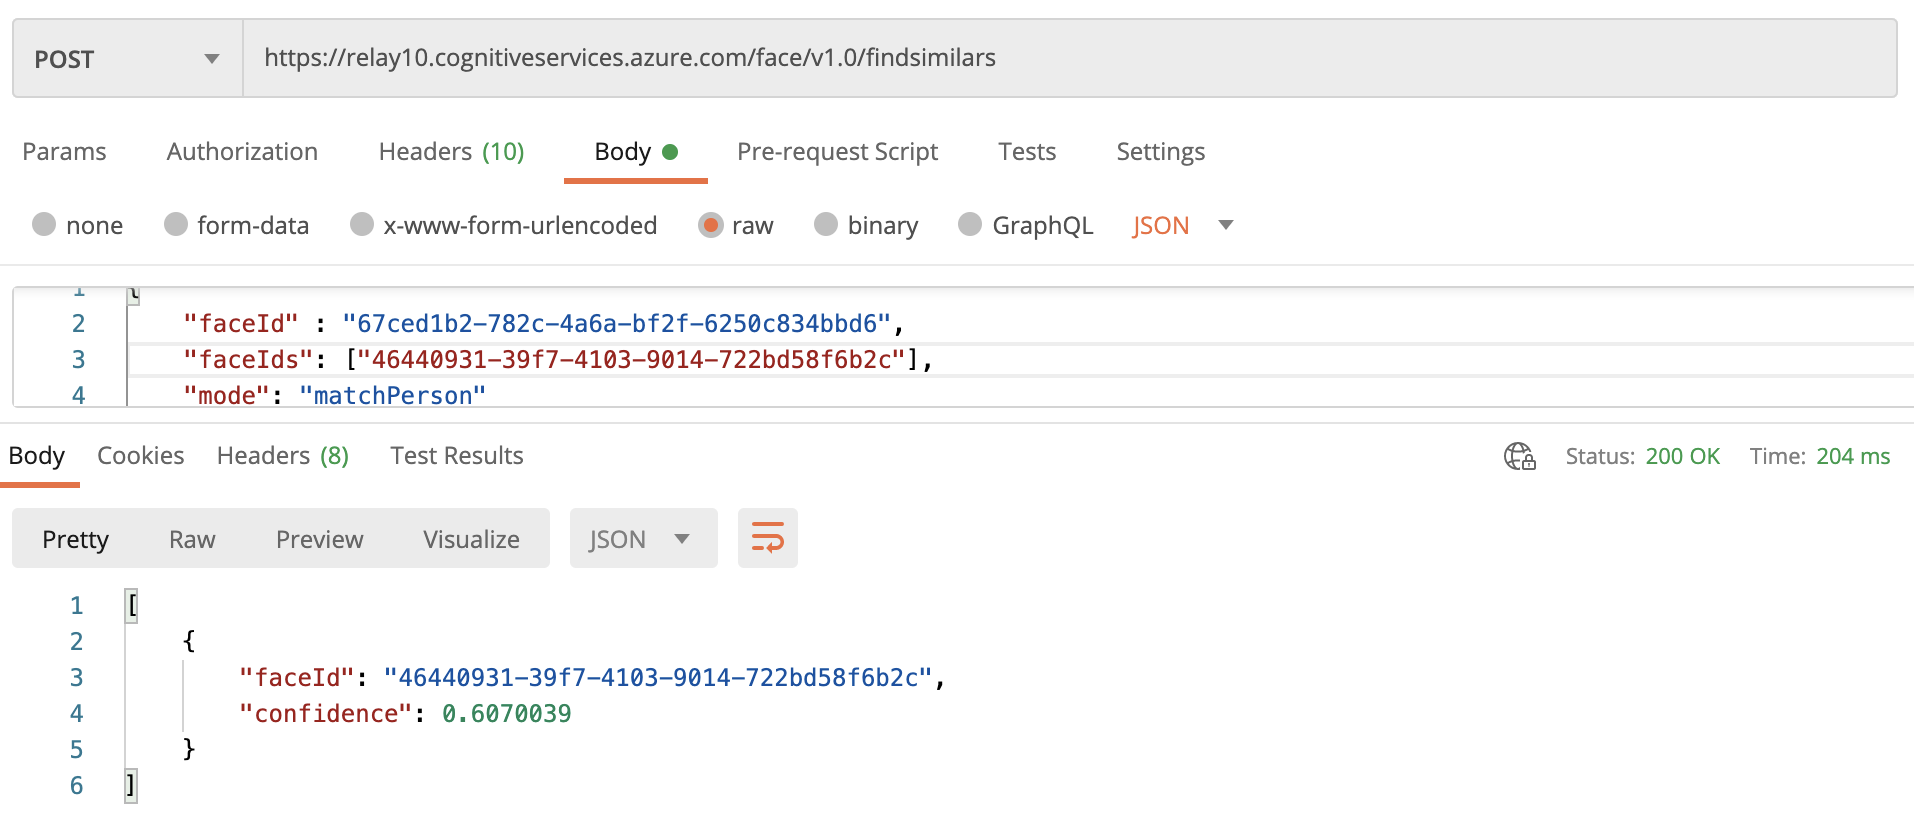 POST https://relay10.cognitiveservices.azure.com/face/v1.0/findsimilars
Params Authorization Headers (10) Body Pre-request Script Tests Settings
none form-data x-www-form-urlencoded raw binary GraphQL JSON
1 {
2 "faceId" : "67ced1b2-782c-4a6a-bf2f-6250c834bbd6",
3 "faceIds": ["46440931-39f7-4103-9014-722bd58f6b2c"],
4 "mode": "matchPerson"
Body Cookies Headers (8) Test Results Status: 200 OK Time: 204 ms
Pretty Raw Preview Visualize JSON
1 [
2 {
3 "faceId": "46440931-39f7-4103-9014-722bd58f6b2c",
4 "confidence": 0.6070039
5 }
6 ]